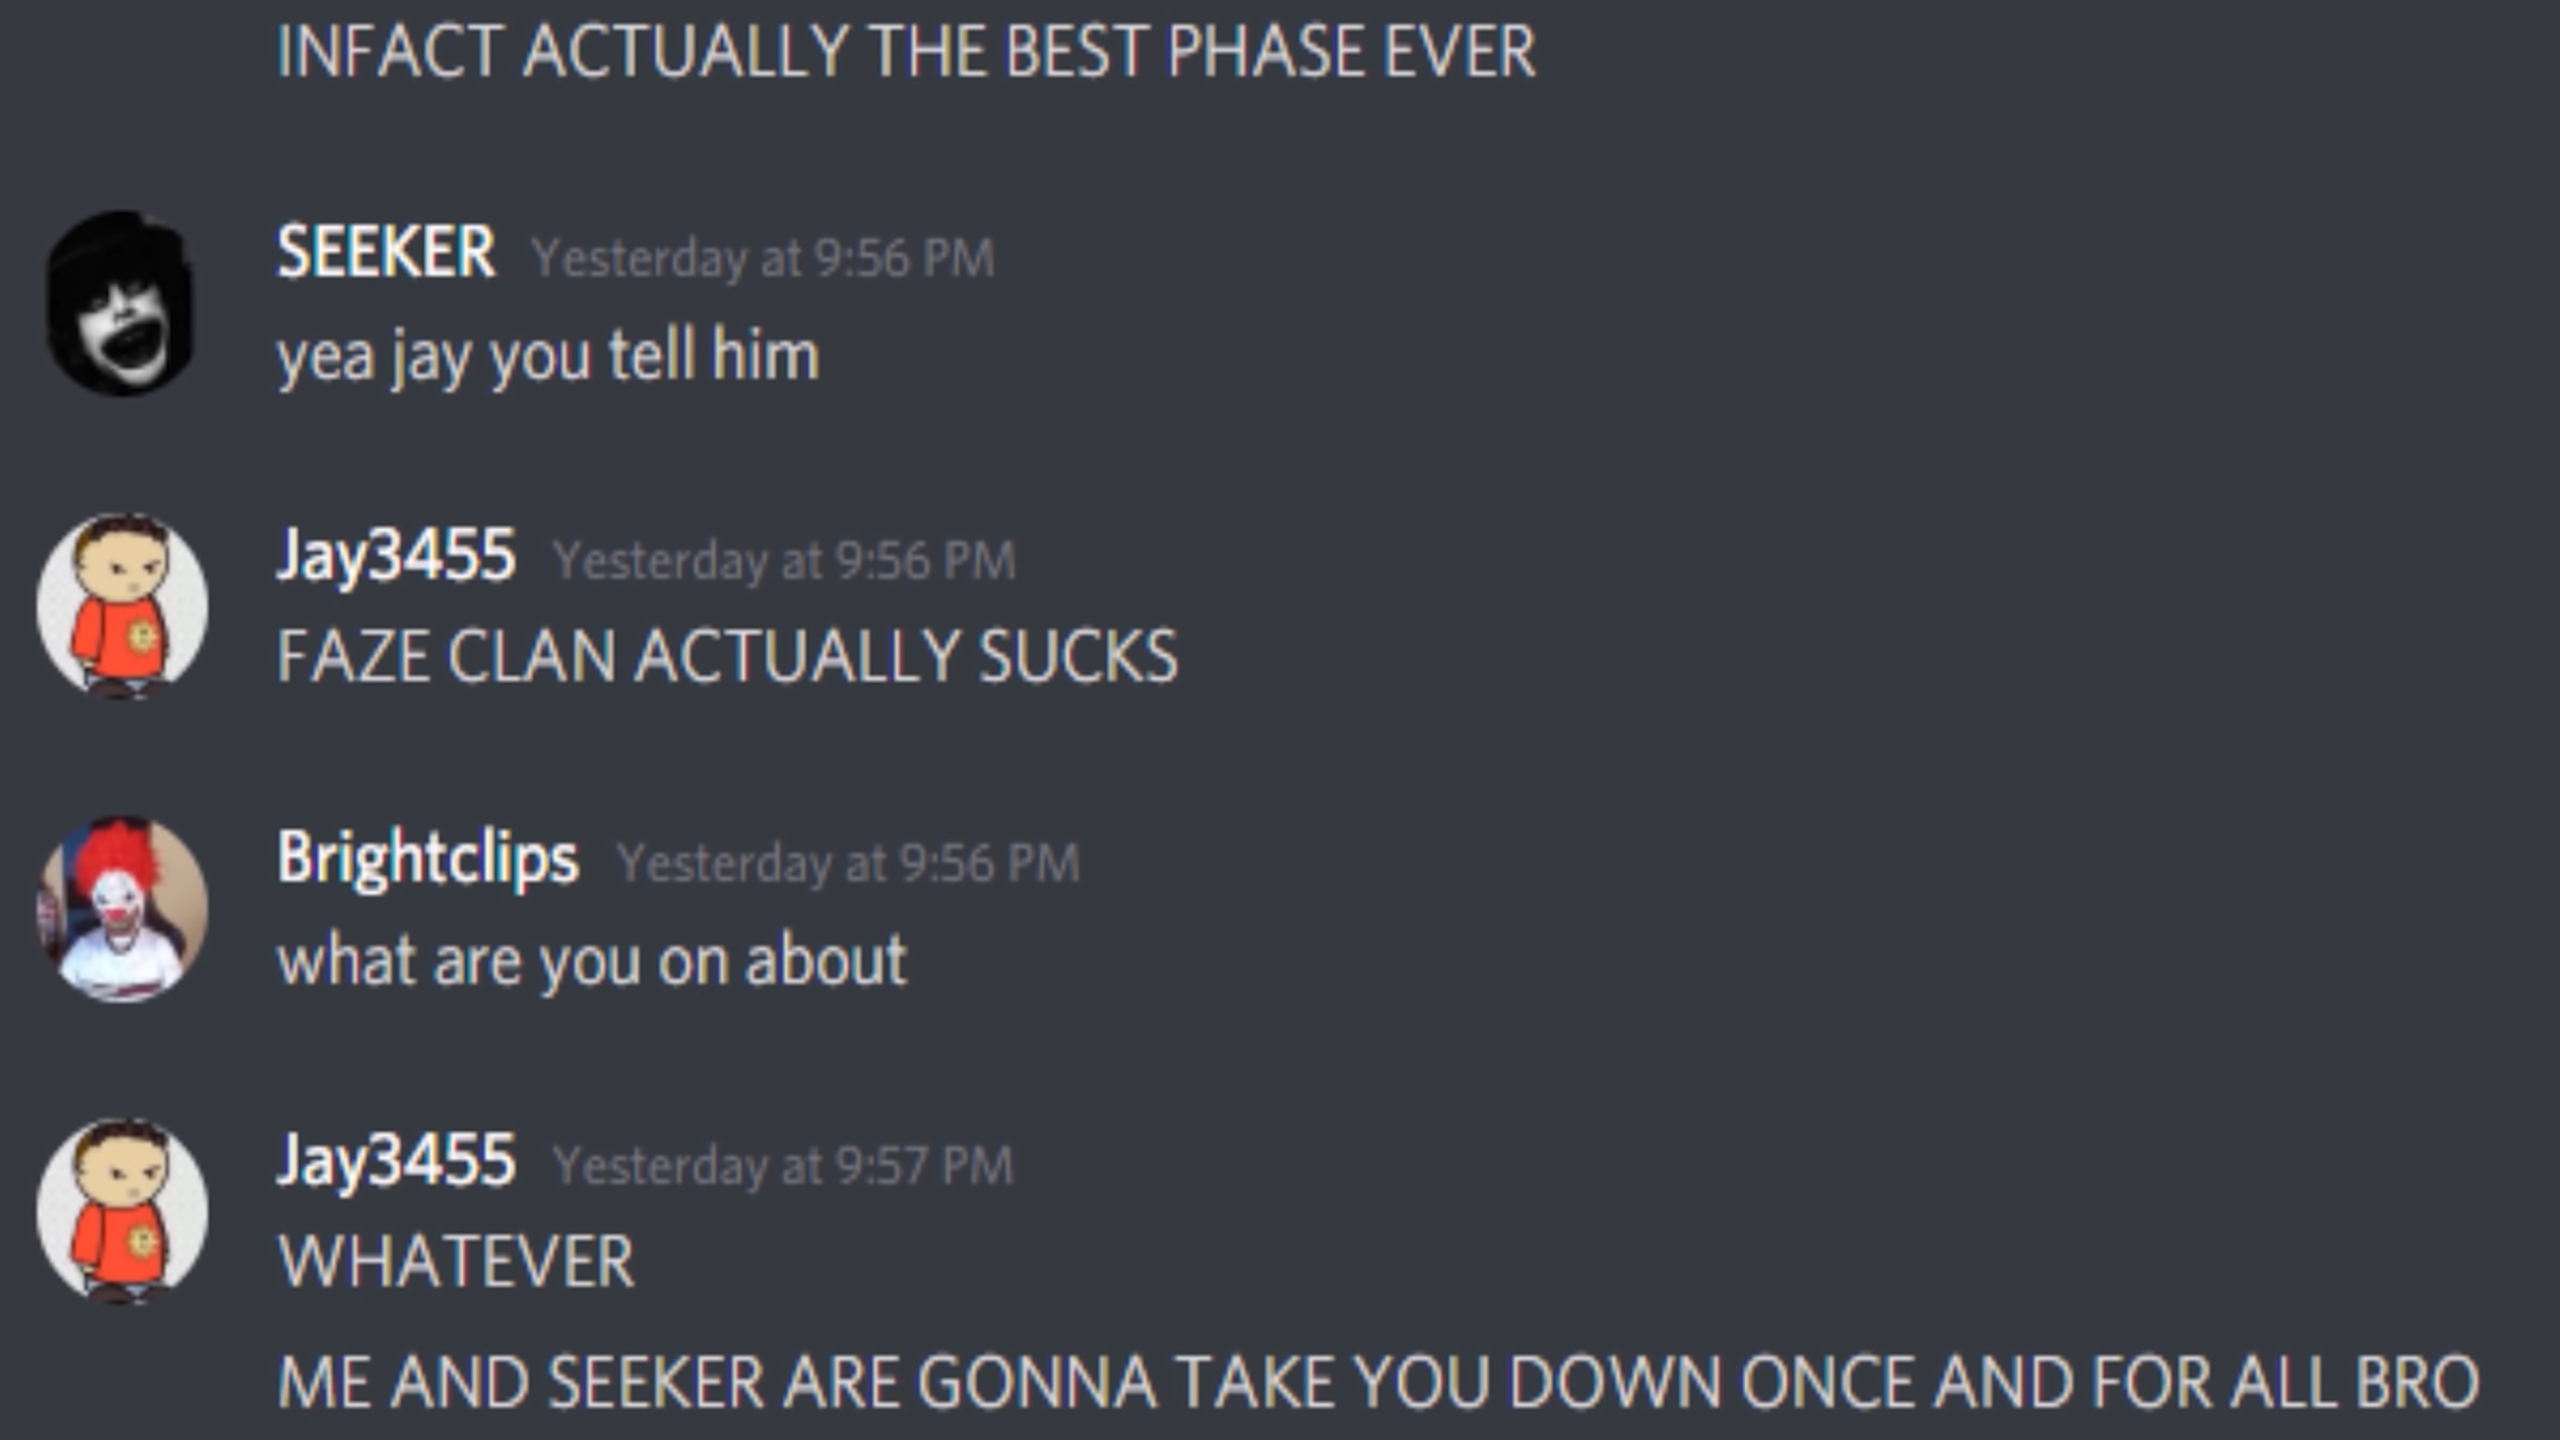 INFACT ACTUALLY THE BEST PHASE EVER
SEEKER Yesterday at 9:56 PM
yea jay you tell him
Jay3455 Yesterday at 9:56 PM
FAZE CLAN ACTUALLY SUCKS
Brightclips Yesterday at 9:56 PM
what are you on about
Jay3455 Yesterday at 9:57 PM
WHATEVER
ME AND SEEKER ARE GONNA TAKE YOU DOWN ONCE AND FOR ALL BRO